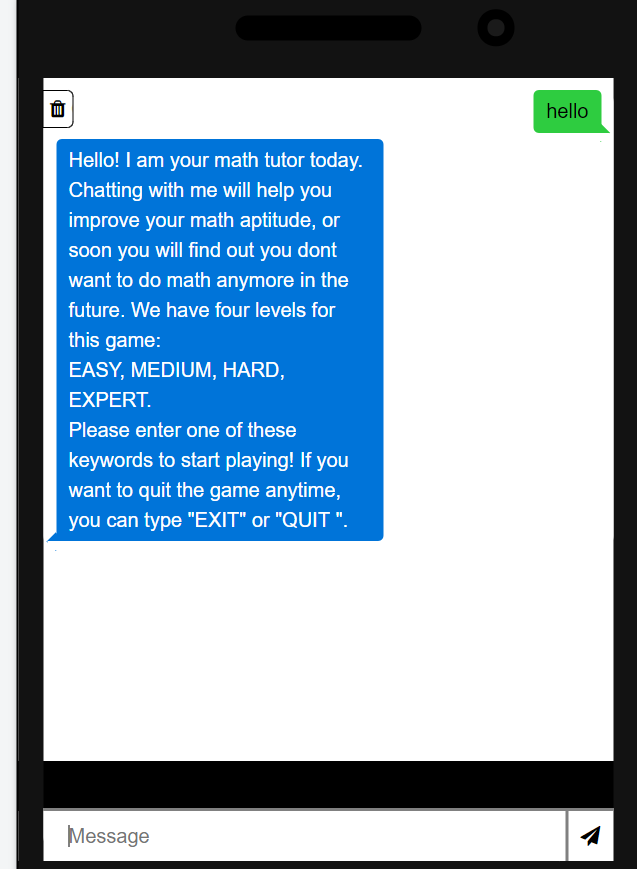 hello
Hello! I am your math tutor today.
Chatting with me will help you
improve your math aptitude, or
soon you will find out you dont
want to do math anymore in the
future. We have four levels for
this game:
EASY, MEDIUM, HARD,
EXPERT.
Please enter one of these
keywords to start playing! If you
want to quit the game anytime,
you can type "EXIT" or "QUIT ".
Message